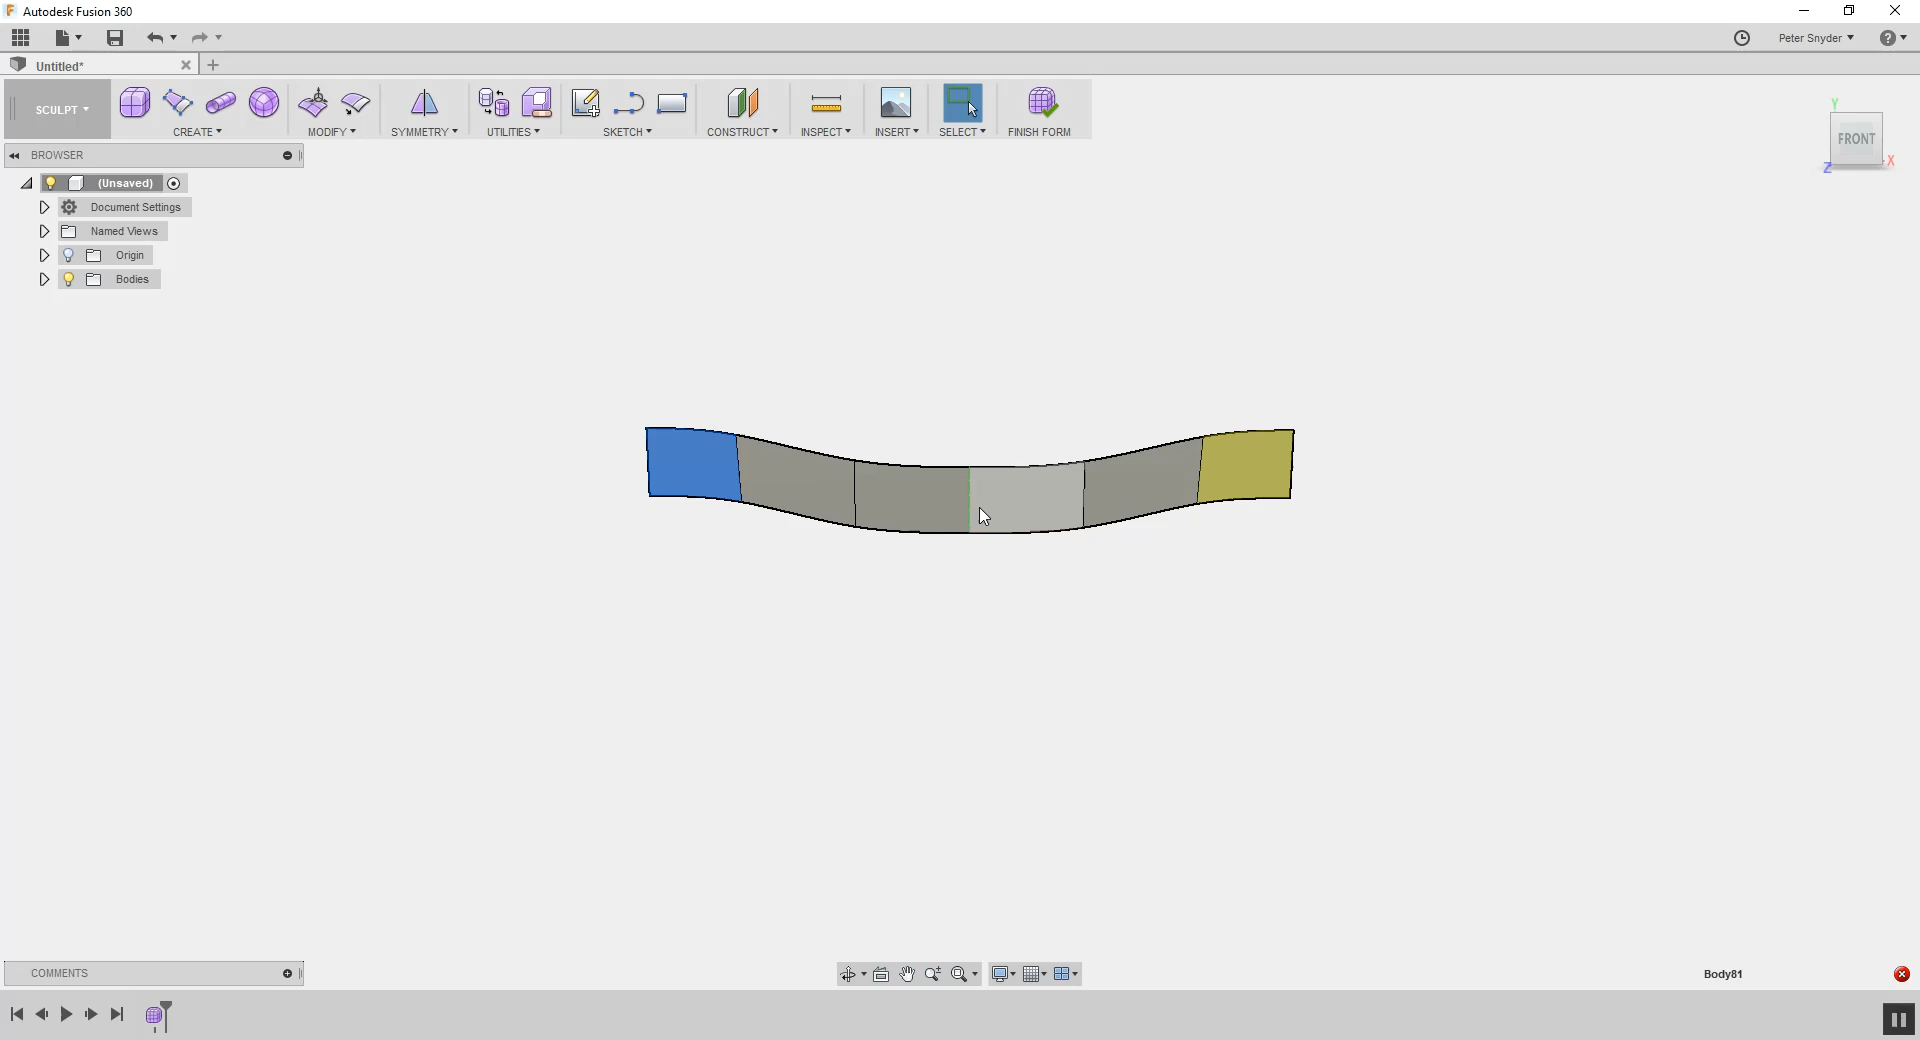 Autodesk Fusion 360
Peter Snyder
Untitled*
SCULPT
CREATE
MODIFY
SYMMETRY
UTILITIES
SKETCH
CONSTRUCT
INSPECT
INSERT
SELECT
FINISH FORM
Y
FRONT
X
Z
BROWSER
(Unsaved)
Document Settings
Named Views
Origin
Bodies
COMMENTS
Body81